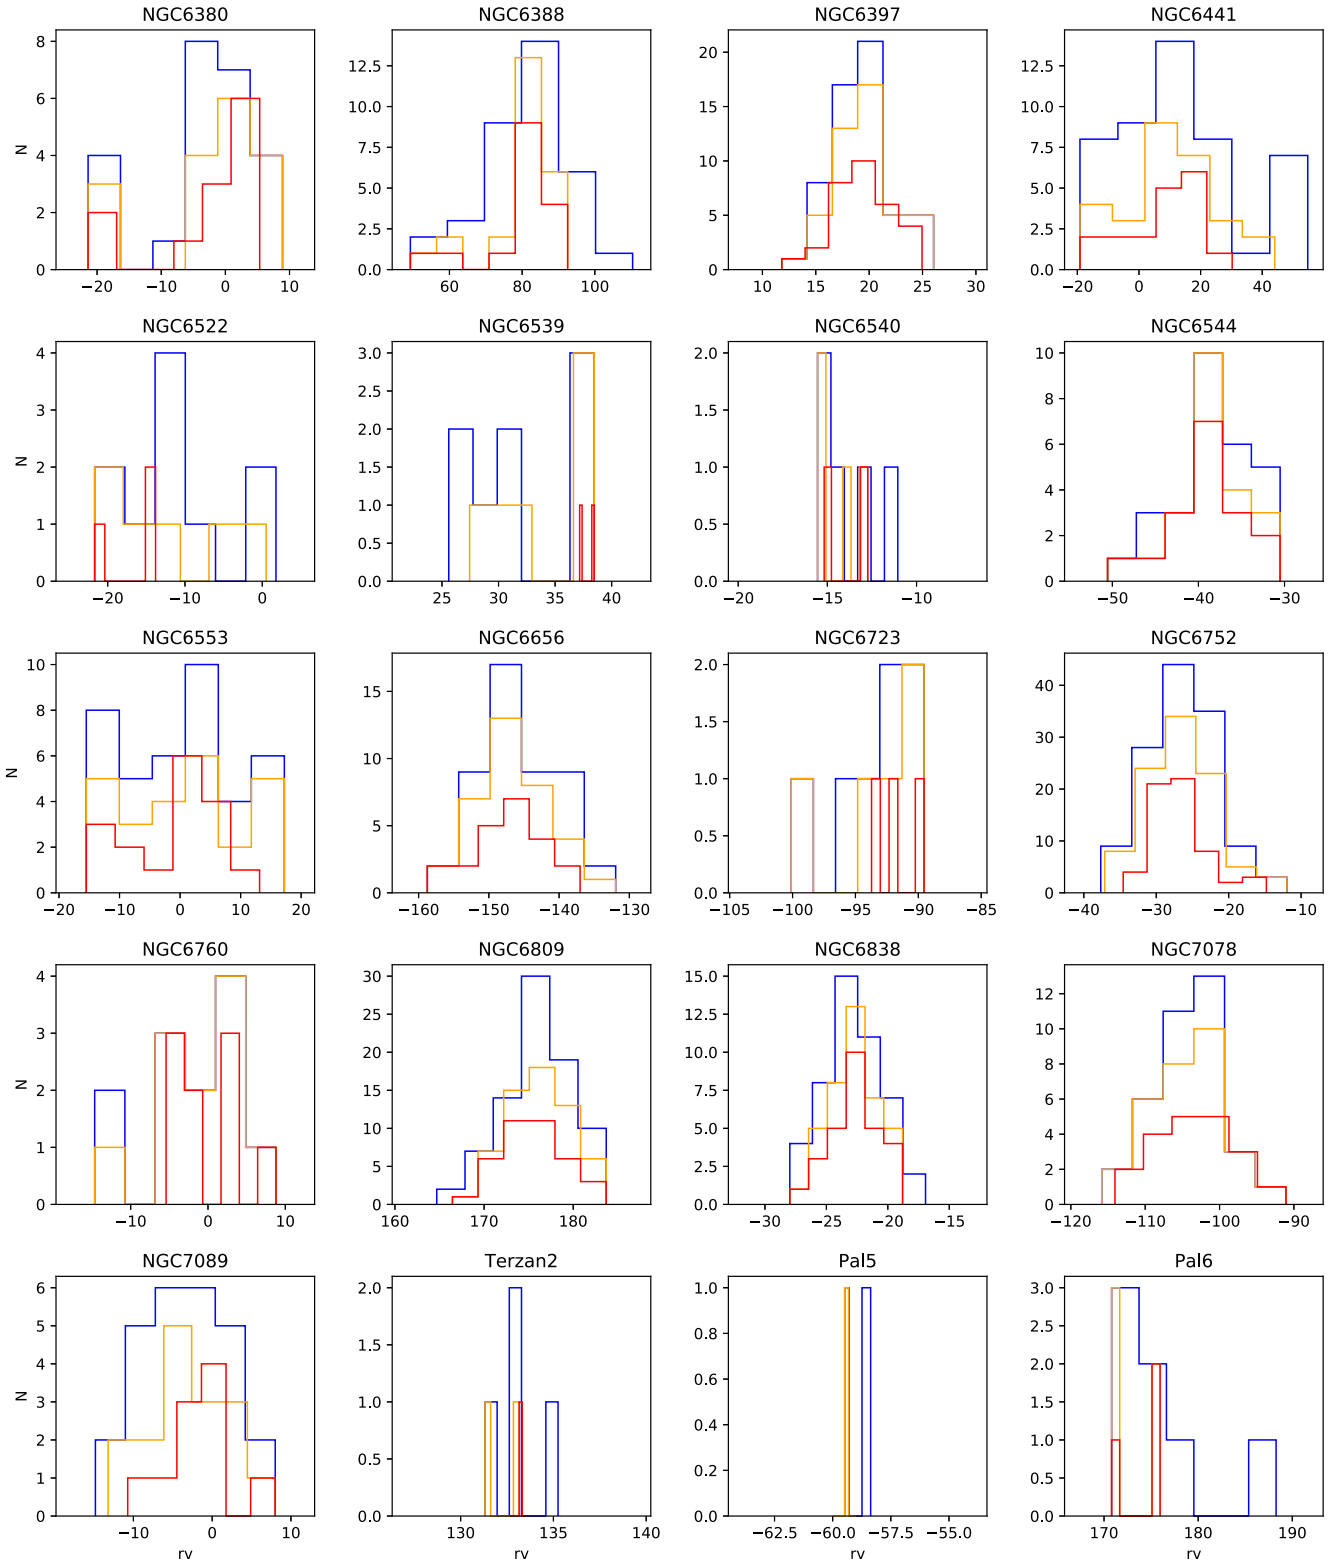 NGC6380 NGC6388 NGC6397 NGC6441
8 6 4 2 0 N −20 −10 0 10
12.5 10.0 7.5 5.0 2.5 0.0 60 80 100
20 15 10 5 0 10 15 20 25 30
12.5 10.0 7.5 5.0 2.5 0.0 −20 0 20 40
NGC6522 NGC6539 NGC6540 NGC6544
4 3 2 1 0 N −20 −10 0
3.0 2.5 2.0 1.5 1.0 0.5 0.0 25 30 35 40
2.0 1.5 1.0 0.5 0.0 −20 −15 −10
10 8 6 4 2 0 −50 −40 −30
NGC6553 NGC6656 NGC6723 NGC6752
10 8 6 4 2 0 N −20 −10 0 10 20
15 10 5 0 −160 −150 −140 −130
2.0 1.5 1.0 0.5 0.0 −105 −100 −95 −90 −85
40 30 20 10 0 −40 −30 −20 −10
NGC6760 NGC6809 NGC6838 NGC7078
4 3 2 1 0 N −10 0 10
30 25 20 15 10 5 0 160 170 180
15.0 12.5 10.0 7.5 5.0 2.5 0.0 −30 −25 −20 −15
12 10 8 6 4 2 0 −120 −110 −100 −90
NGC7089 Terzan2 Pal5 Pal6
6 5 4 3 2 1 0 N −10 0 10 rv
2.0 1.5 1.0 0.5 0.0 130 135 140 rv
1.0 0.8 0.6 0.4 0.2 0.0 −62.5 −60.0 −57.5 −55.0 rv
3.0 2.5 2.0 1.5 1.0 0.5 0.0 170 180 190 rv